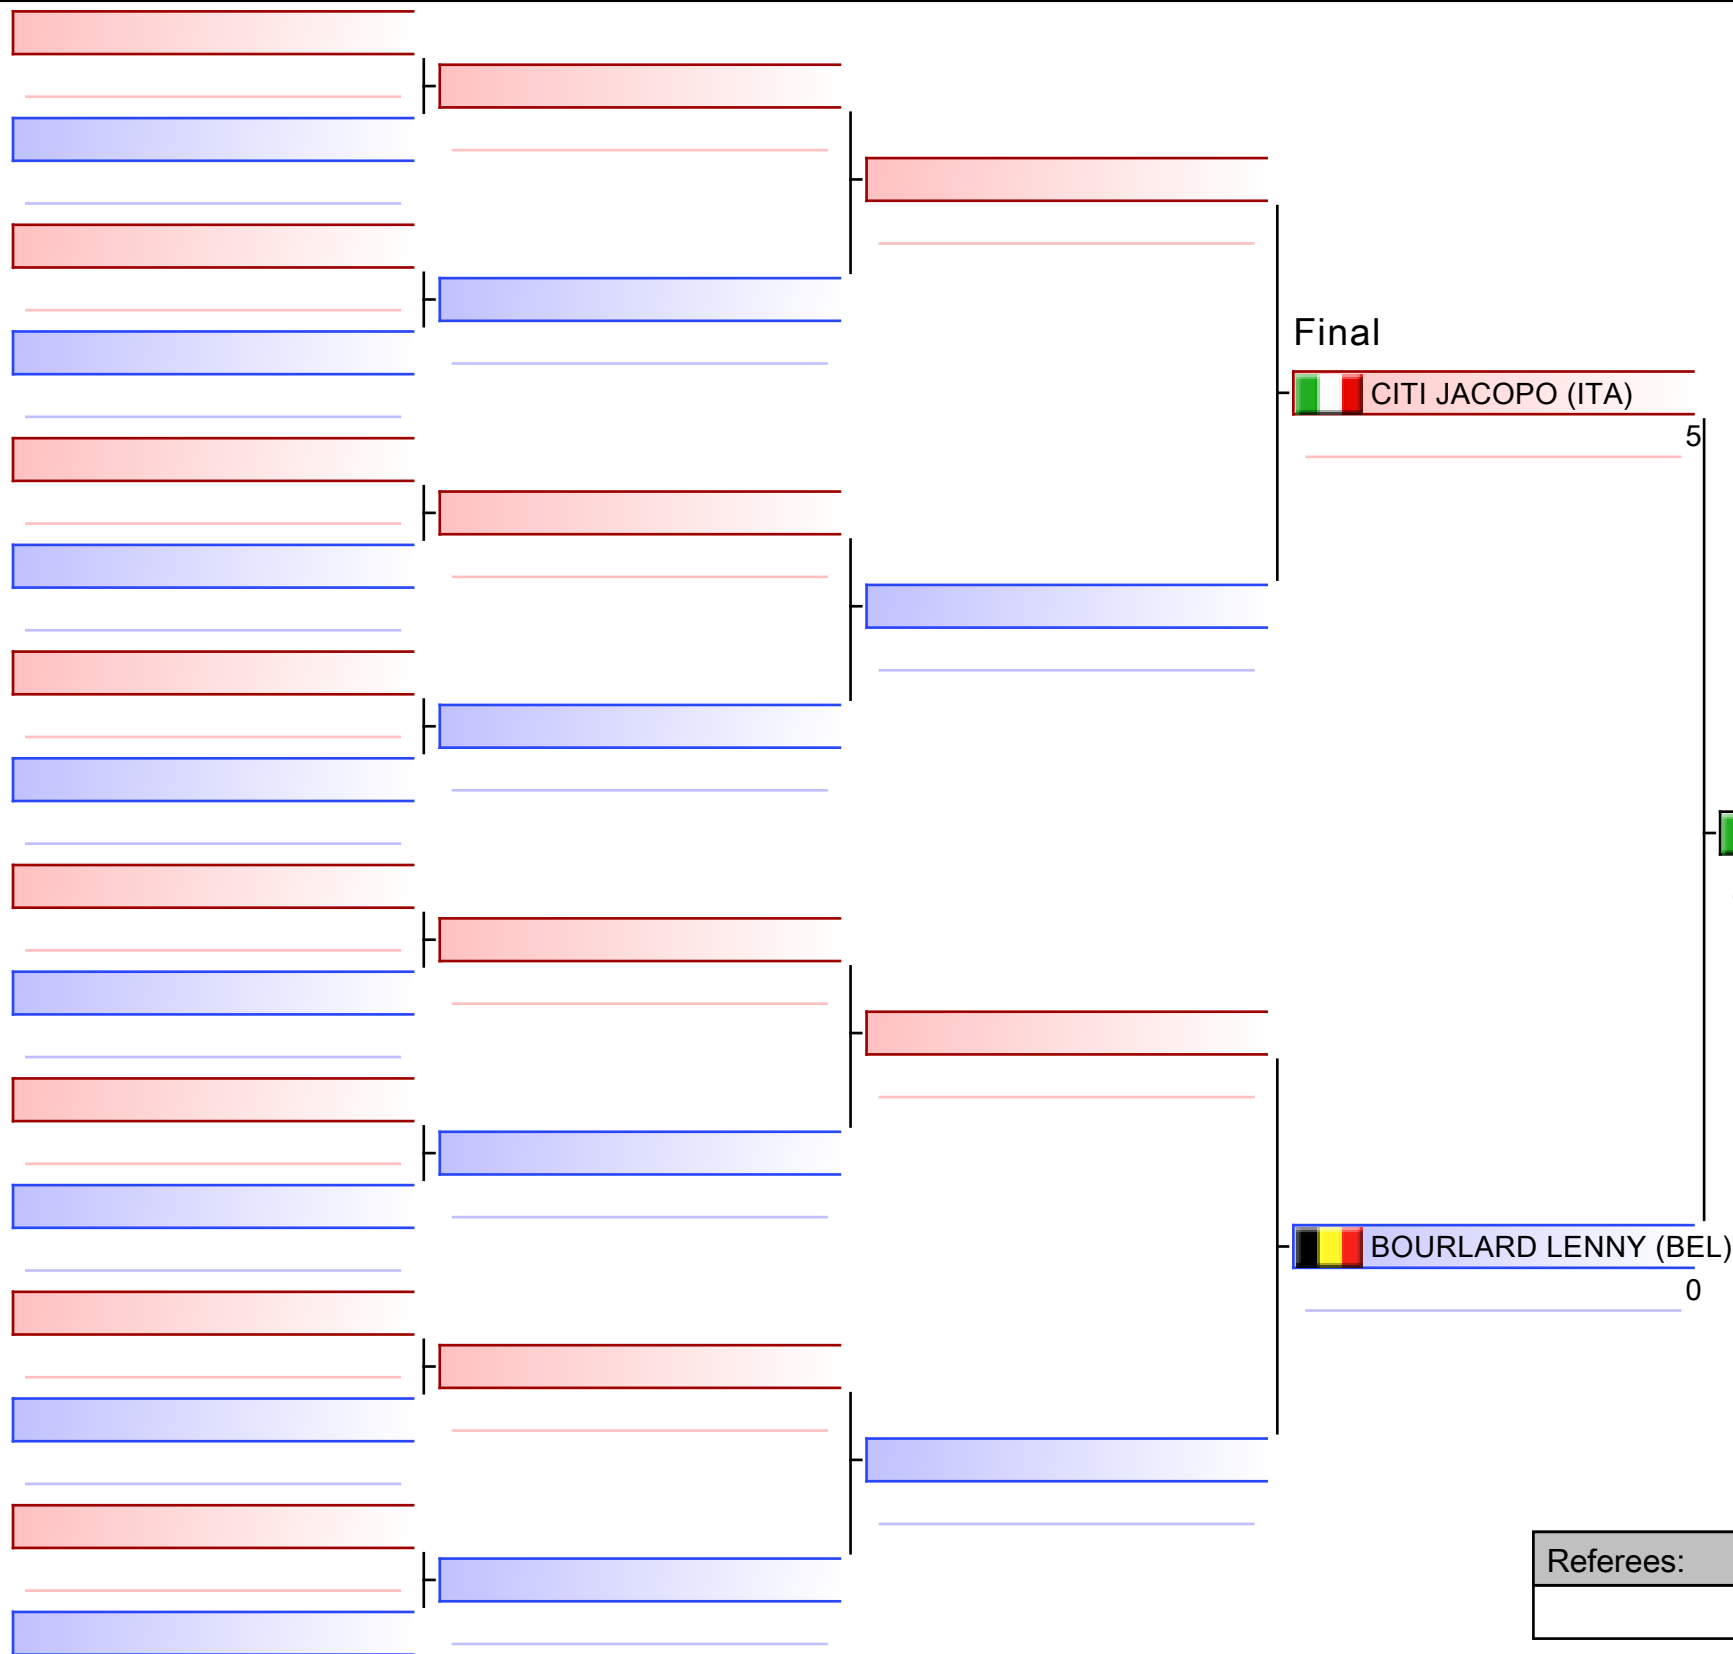 Final
CITI JACOPO (ITA)
5
BOURLARD LENNY (BEL)
0
Referees: